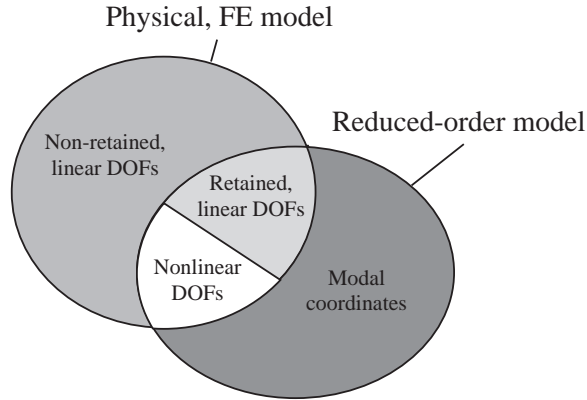 Physical, FE model
Reduced-order model
Non-retained,
linear DOFs
Retained,
linear DOFs
Nonlinear
DOFs
Modal
coordinates